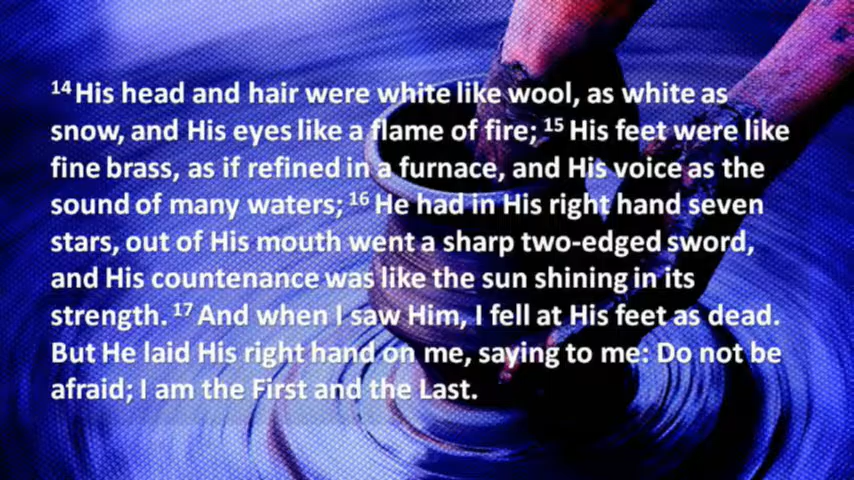 14 His head and hair were white like wool, as white as
snow, and His eyes like a flame of fire; 15 His feet were like
fine brass, as if refined in a furnace, and His voice as the
sound of many waters; 16 He had in His right hand seven
stars, out of His mouth went a sharp two-edged sword,
and His countenance was like the sun shining in its
strength. 17 And when I saw Him, I fell at His feet as dead.
But He laid His right hand on me, saying to me: Do not be
afraid; I am the First and the Last.